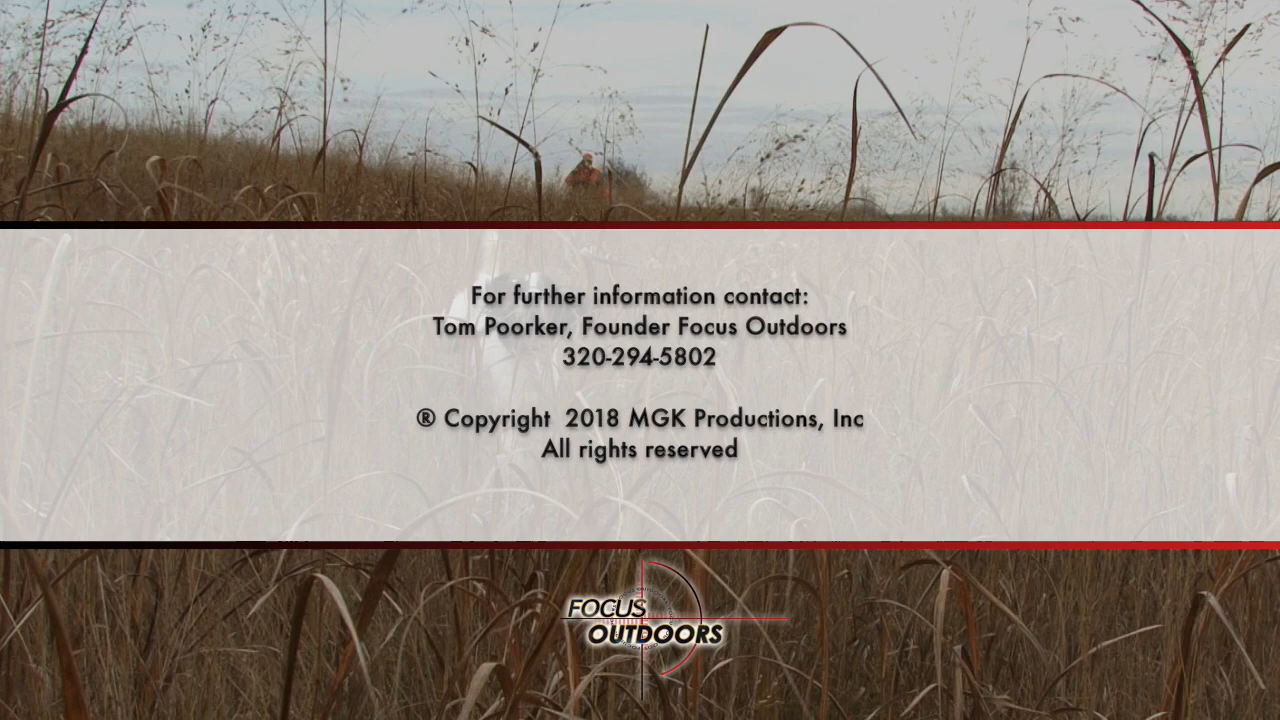 For further information contact:
Tom Poorker, Founder Focus Outdoors
320-294-5802
® Copyright  2018 MGK Productions, Inc
All rights reserved
FOCUS
OUTDOORS